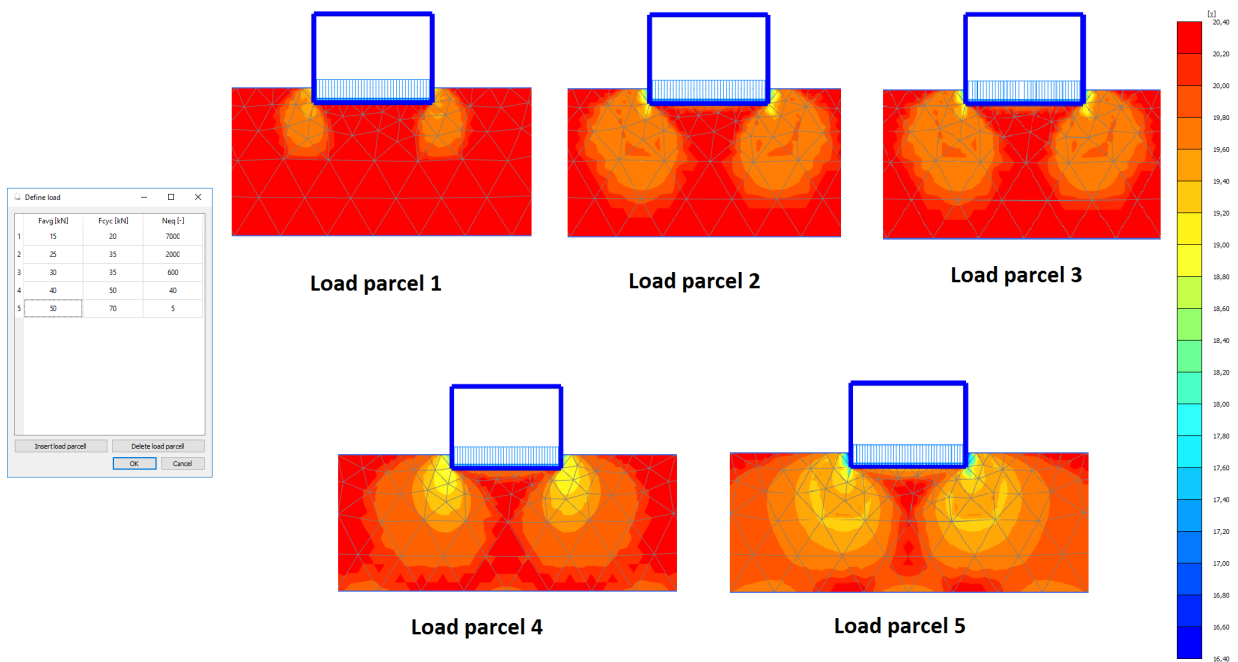 [γ]
20,40
20,20
20,00
19,80
19,60
19,40
19,20
19,00
18,80
18,60
18,40
18,20
18,00
17,80
17,60
17,40
17,20
17,00
16,80
16,60
16,40
Load parcel 1
Load parcel 2
Load parcel 3
Define load
Favg [kN] Fcyc [kN] Neq [-]
1 15 20 7000
2 25 35 2000
3 30 35 600
4 40 50 40
5 50 70 5
Insert load parcell Delete load parcell
OK Cancel
Load parcel 4
Load parcel 5